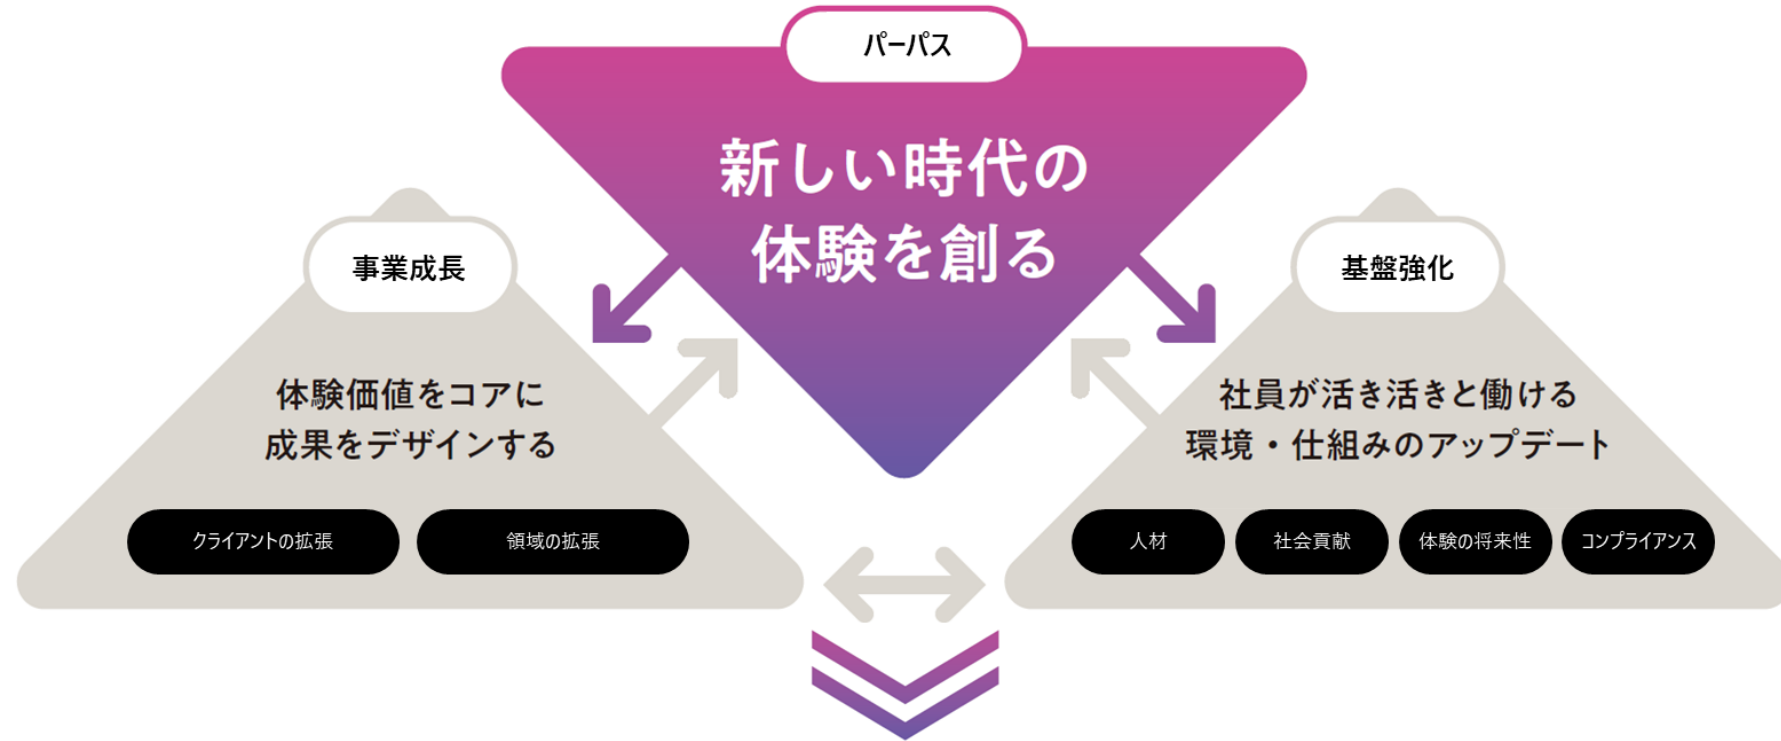 パーパス
新しい時代の
体験を創る
事業成長
体験価値をコアに
成果をデザインする
クライアントの拡張
領域の拡張
基盤強化
社員が活き活きと働ける
環境・仕組みのアップデート
人材
社会貢献
体験の将来性
コンプライアンス